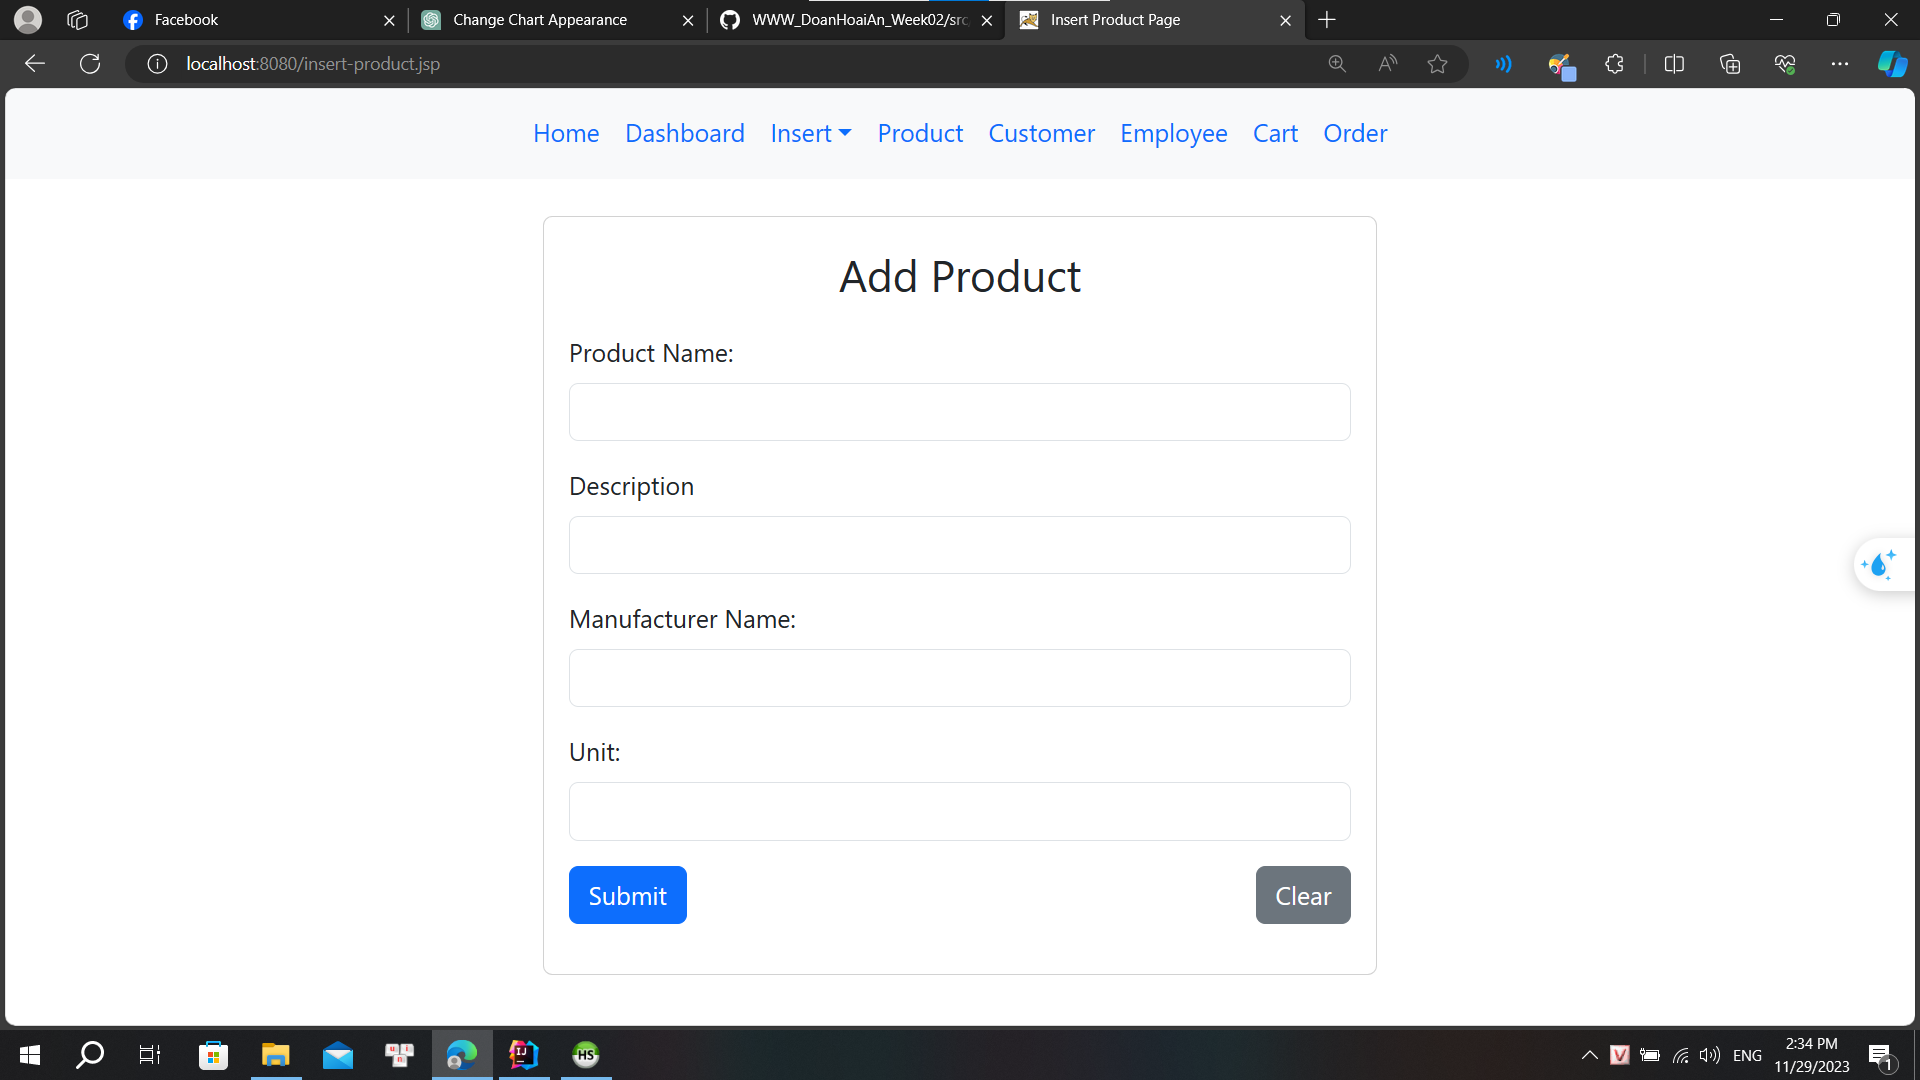 Facebook
Change Chart Appearance
WWW_DoanHoaiAn_Week02/src
Insert Product Page
localhost:8080/insert-product.jsp
Home Dashboard Insert Product Customer Employee Cart Order
Add Product
Product Name:
Description
Manufacturer Name:
Unit:
Submit Clear
ENG
2:34 PM
11/29/2023
1